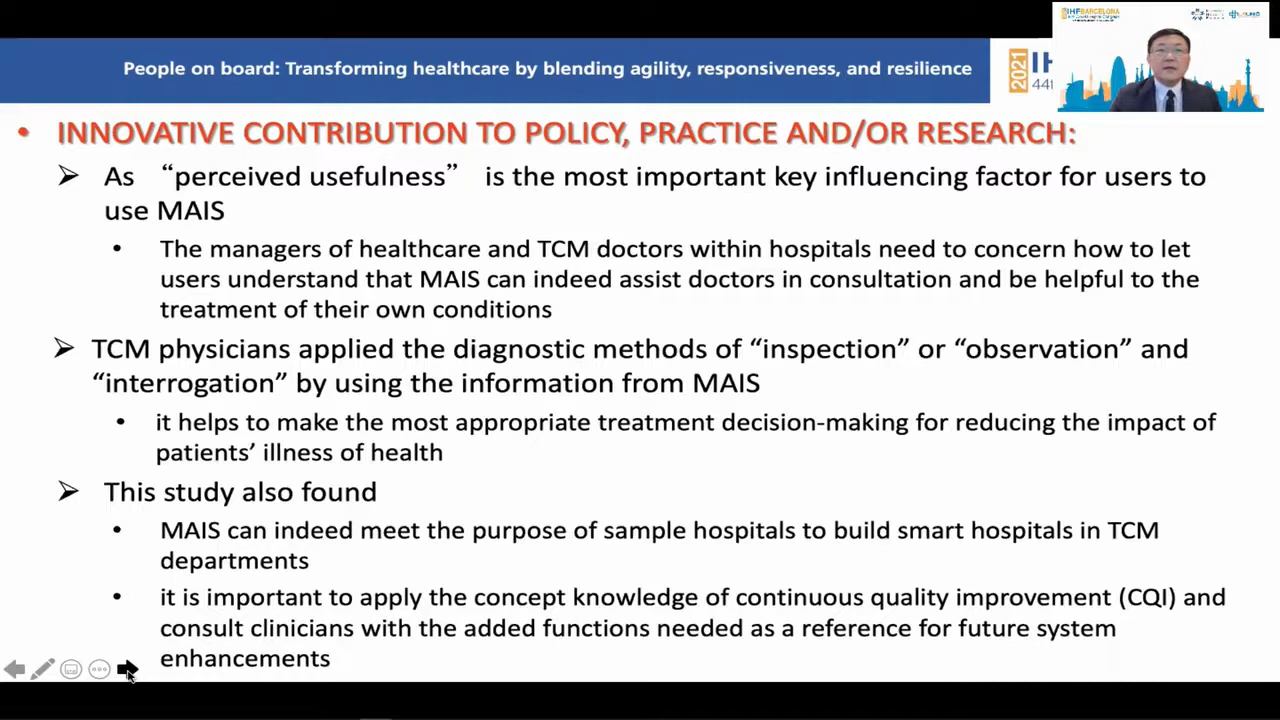 IHF BARCELONA
People on board: Transforming healthcare by blending agility, responsiveness, and resilience
2021
• INNOVATIVE CONTRIBUTION TO POLICY, PRACTICE AND/OR RESEARCH:
➢ As “perceived usefulness” is the most important key influencing factor for users to
use MAIS
• The managers of healthcare and TCM doctors within hospitals need to concern how to let
users understand that MAIS can indeed assist doctors in consultation and be helpful to the
treatment of their own conditions
➢ TCM physicians applied the diagnostic methods of “inspection” or “observation” and
“interrogation” by using the information from MAIS
• it helps to make the most appropriate treatment decision-making for reducing the impact of
patients’ illness of health
➢ This study also found
• MAIS can indeed meet the purpose of sample hospitals to build smart hospitals in TCM
departments
• it is important to apply the concept knowledge of continuous quality improvement (CQI) and
consult clinicians with the added functions needed as a reference for future system
enhancements